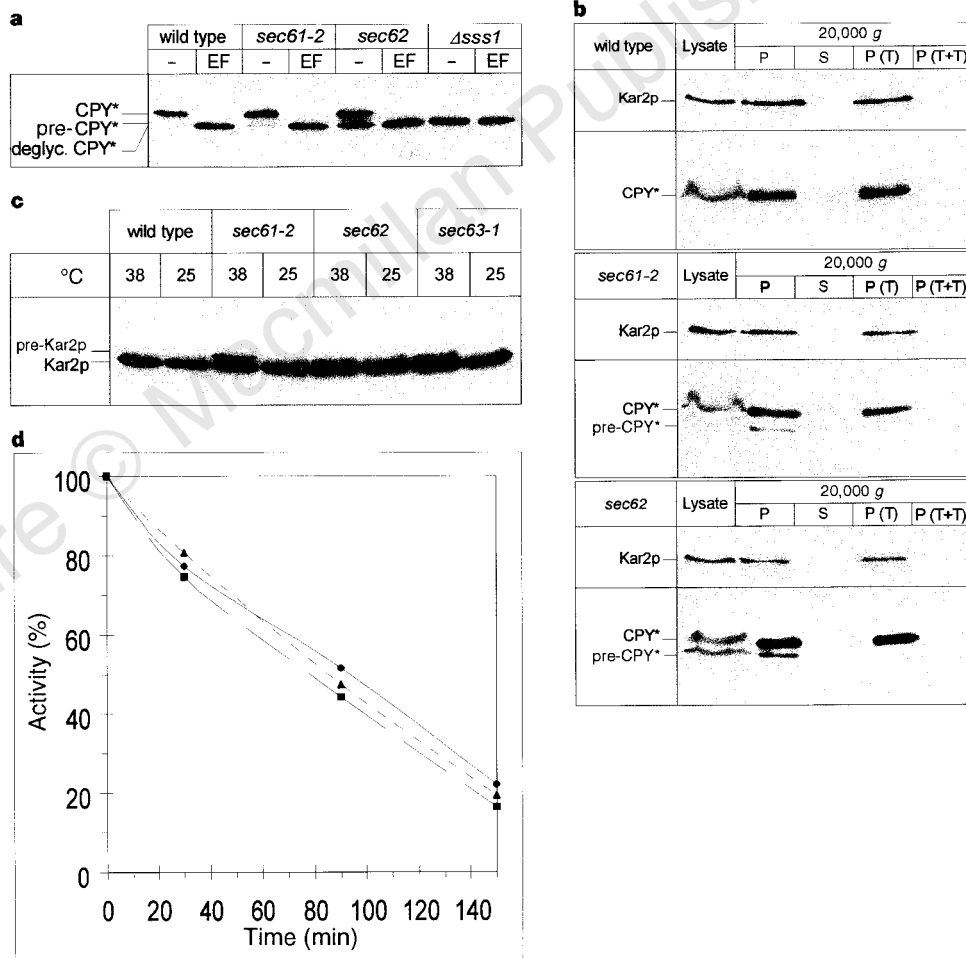 a
wild type sec61-2 sec62 Δsss1
– EF – EF – EF – EF
CPY*
pre-CPY*
deglyc. CPY*
b
wild type Lysate 20,000 g
P S P (T) P (T+T)
Kar2p
CPY*
sec61-2 Lysate 20,000 g
P S P (T) P (T+T)
Kar2p
CPY*
pre-CPY*
sec62 Lysate 20,000 g
P S P (T) P (T+T)
Kar2p
CPY*
pre-CPY*
c
wild type sec61-2 sec62 sec63-1
°C 38 25 38 25 38 25 38 25
pre-Kar2p
Kar2p
d
Activity (%)
100
80
60
40
20
0
0 20 40 60 80 100 120 140
Time (min)
© Macmillan Publish